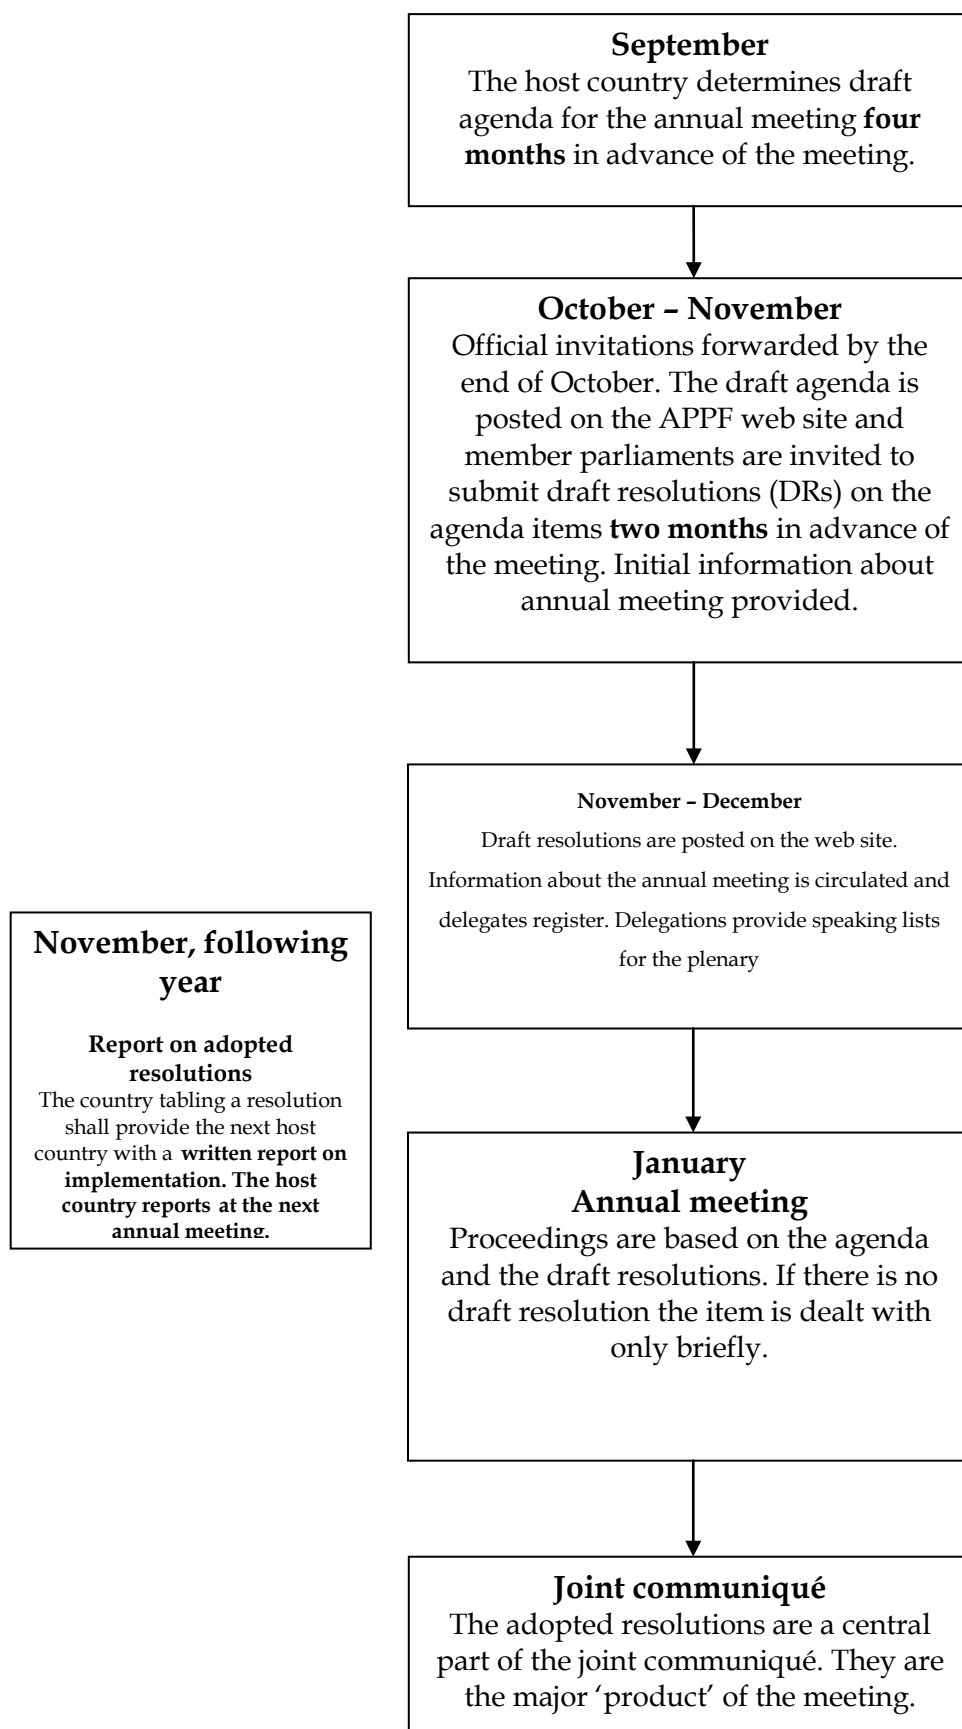 September
The host country determines draft
agenda for the annual meeting four
months in advance of the meeting.
October – November
Official invitations forwarded by the
end of October. The draft agenda is
posted on the APPF web site and
member parliaments are invited to
submit draft resolutions (DRs) on the
agenda items two months in advance of
the meeting. Initial information about
annual meeting provided.
November – December
Draft resolutions are posted on the web site.
Information about the annual meeting is circulated and
delegates register. Delegations provide speaking lists
for the plenary
November, following
year
Report on adopted
resolutions
The country tabling a resolution
shall provide the next host
country with a written report on
implementation. The host
country reports at the next
annual meeting.
January
Annual meeting
Proceedings are based on the agenda
and the draft resolutions. If there is no
draft resolution the item is dealt with
only briefly.
Joint communiqué
The adopted resolutions are a central
part of the joint communiqué. They are
the major ‘product’ of the meeting.